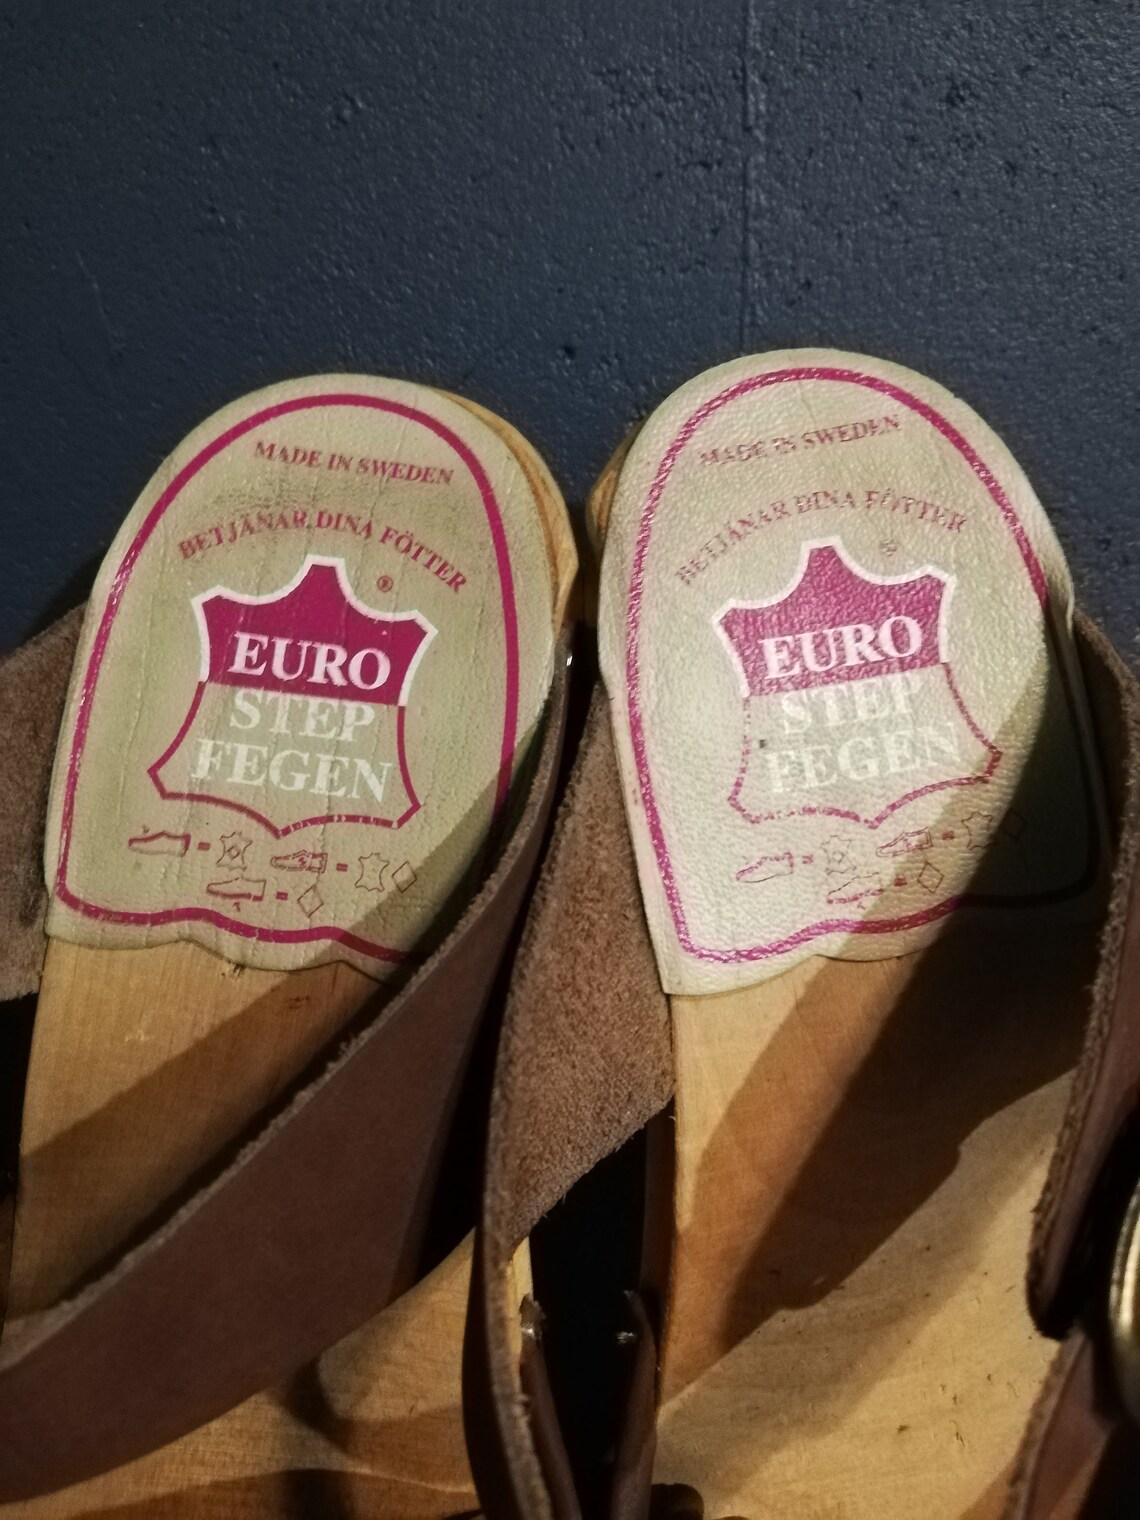 MADE IN SWEDEN
BETJÄNAR DINA FÖTTER
®
EURO
STEP
FEGEN
MADE IN SWEDEN
BETJÄNAR DINA FÖTTER
®
EURO
STEP
FEGEN